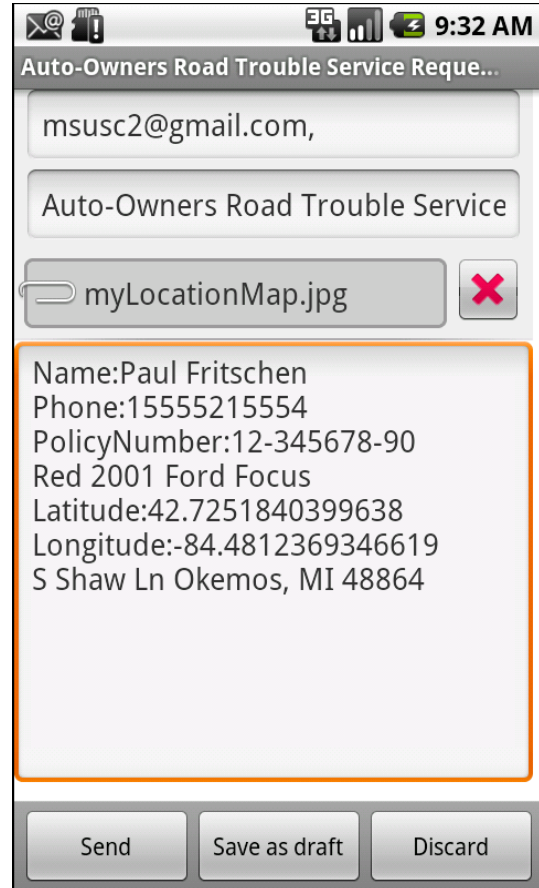 3G
9:32 AM
Auto-Owners Road Trouble Service Reque...
msusc2@gmail.com,
Auto-Owners Road Trouble Service
myLocationMap.jpg
Name:Paul Fritschen
Phone:15555215554
PolicyNumber:12-345678-90
Red 2001 Ford Focus
Latitude:42.7251840399638
Longitude:-84.4812369346619
S Shaw Ln Okemos, MI 48864
Send
Save as draft
Discard